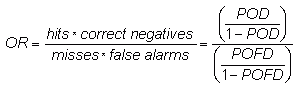 OR = hits * correct negatives / misses * false alarms = (POD / 1 − POD) / (POFD / 1 − POFD)